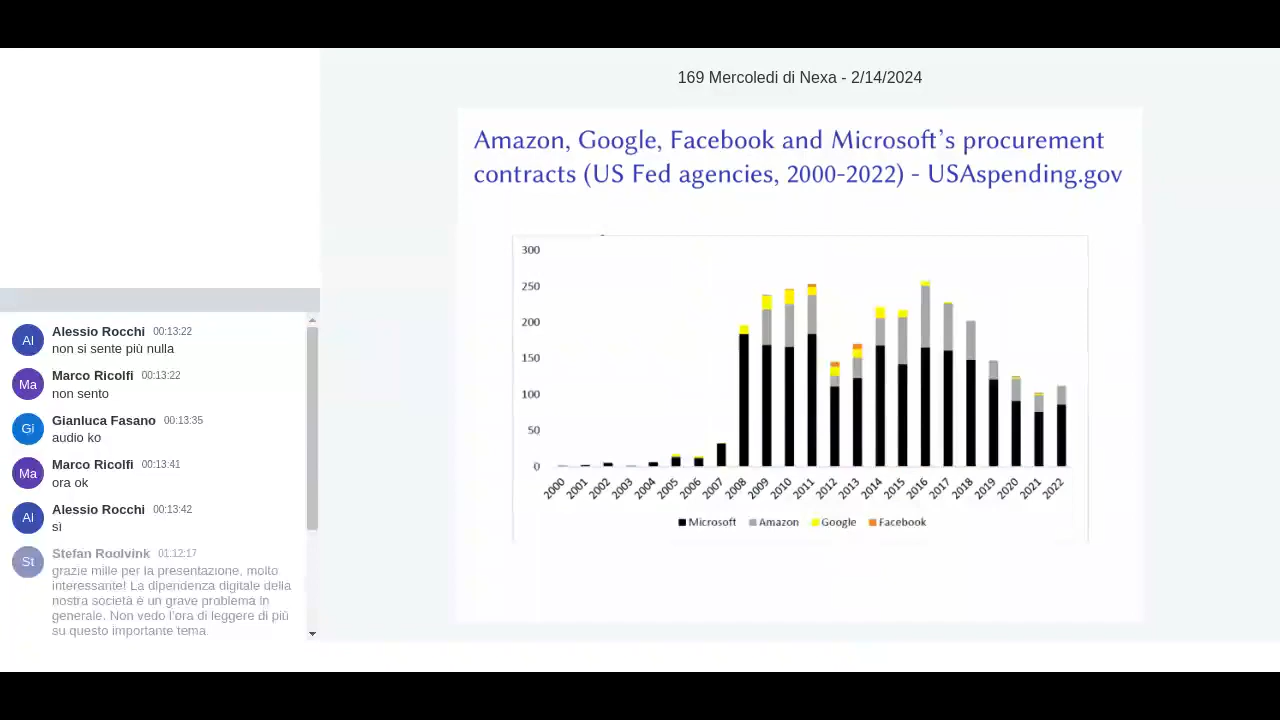 169 Mercoledi di Nexa - 2/14/2024
Amazon, Google, Facebook and Microsoft's procurement
contracts (US Fed agencies, 2000-2022) - USAspending.gov
300
250
200
150
100
50
0
2000 2001 2002 2003 2004 2005 2006 2007 2008 2009 2010 2011 2012 2013 2014 2015 2016 2017 2018 2019 2020 2021 2022
Microsoft Amazon Google Facebook
Al Alessio Rocchi 00:13:22
non si sente più nulla
Ma Marco Ricolfi 00:13:22
non sento
Gi Gianluca Fasano 00:13:35
audio ko
Ma Marco Ricolfi 00:13:41
ora ok
Al Alessio Rocchi 00:13:42
sì
St Stefan Roolvink 01:12:17
grazie mille per la presentazione, molto
interessante! La dipendenza digitale della
nostra società è un grave problema in
generale. Non vedo l'ora di leggere di più
su questo importante tema.